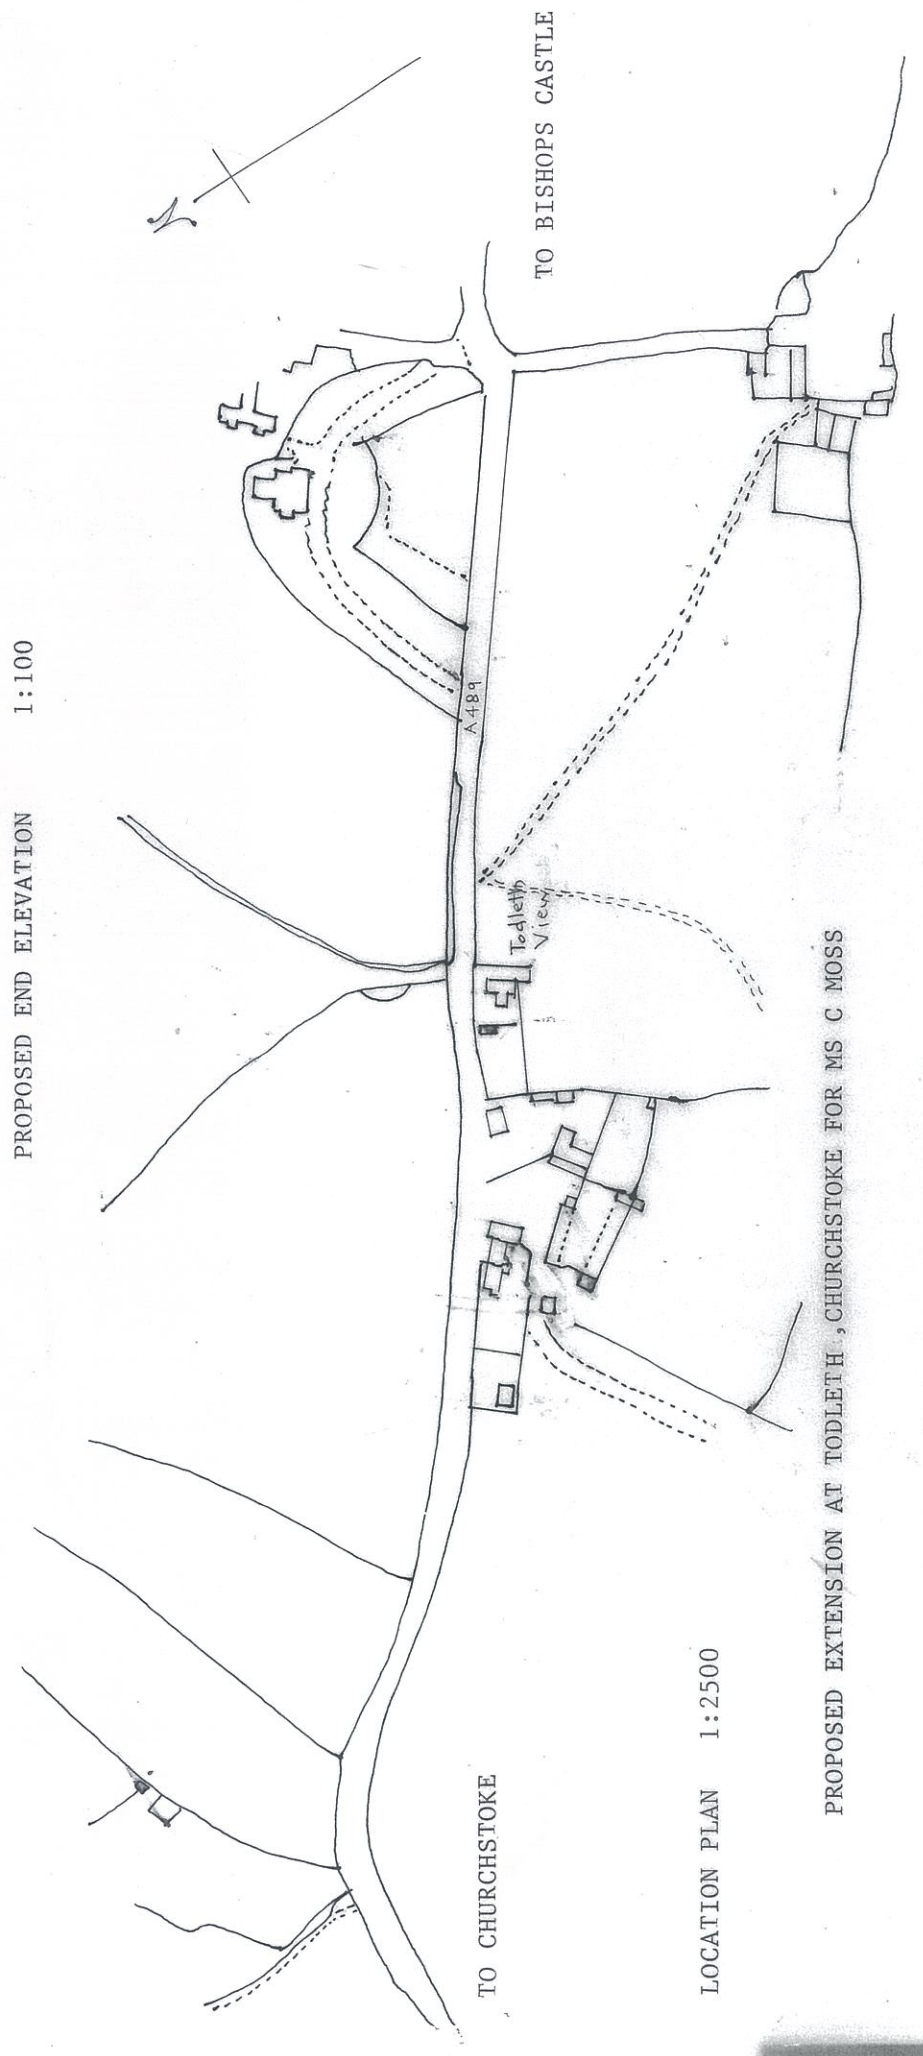 PROPOSED END ELEVATION 1:100
N
TO BISHOPS CASTLE
A489
Todleth
View
TO CHURCHSTOKE
LOCATION PLAN 1:2500
PROPOSED EXTENSION AT TODLETH ,CHURCHSTOKE FOR MS C MOSS